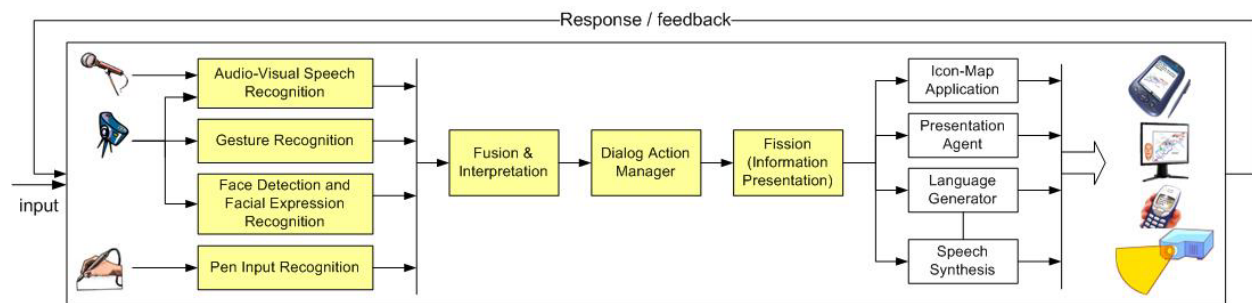 Response / feedback
input
Audio-Visual Speech
Recognition
Gesture Recognition
Face Detection and
Facial Expression
Recognition
Pen Input Recognition
Fusion &
Interpretation
Dialog Action
Manager
Fission
(Information
Presentation)
Icon-Map
Application
Presentation
Agent
Language
Generator
Speech
Synthesis